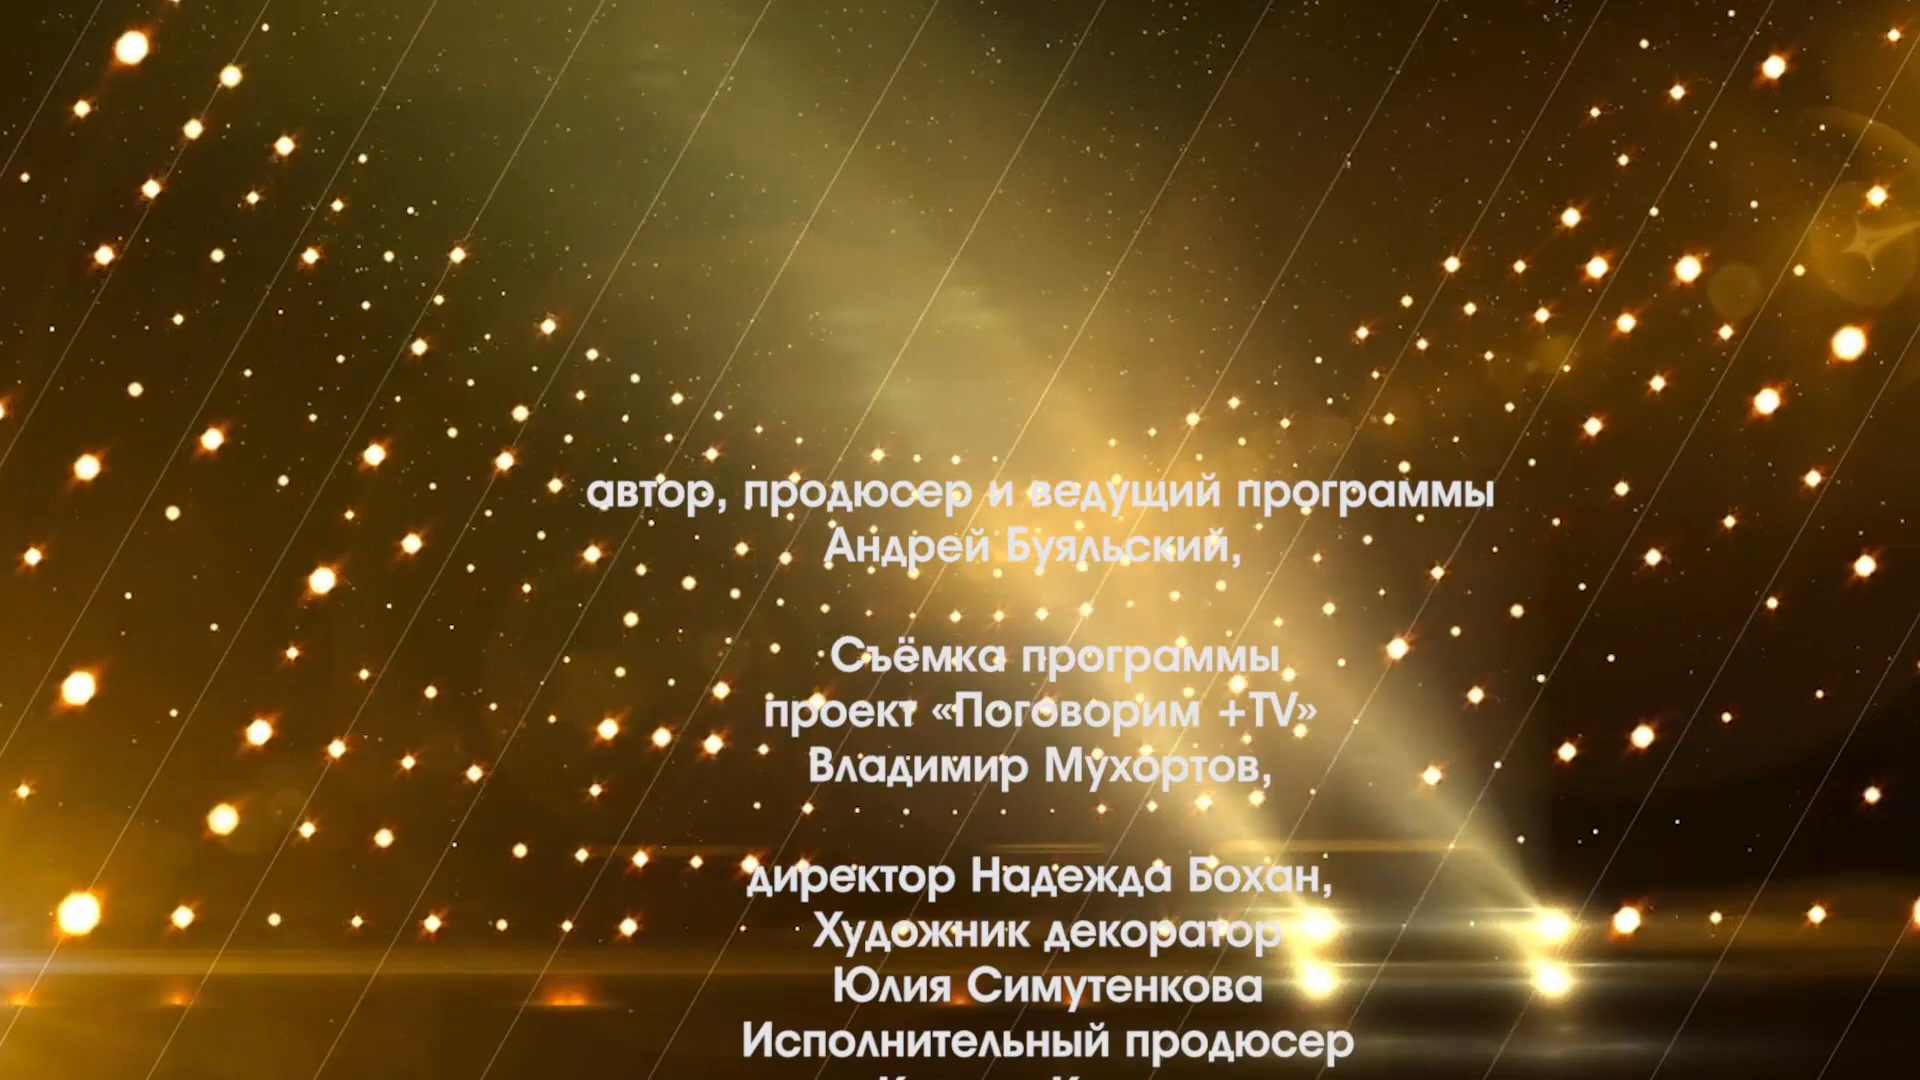 автор, продюсер и ведущий программы
Андрей Буяльский,
Съёмка программы
проект «Поговорим +TV»
Владимир Мухортов,
директор Надежда Бохан,
Художник декоратор
Юлия Симутенкова
Исполнительный продюсер